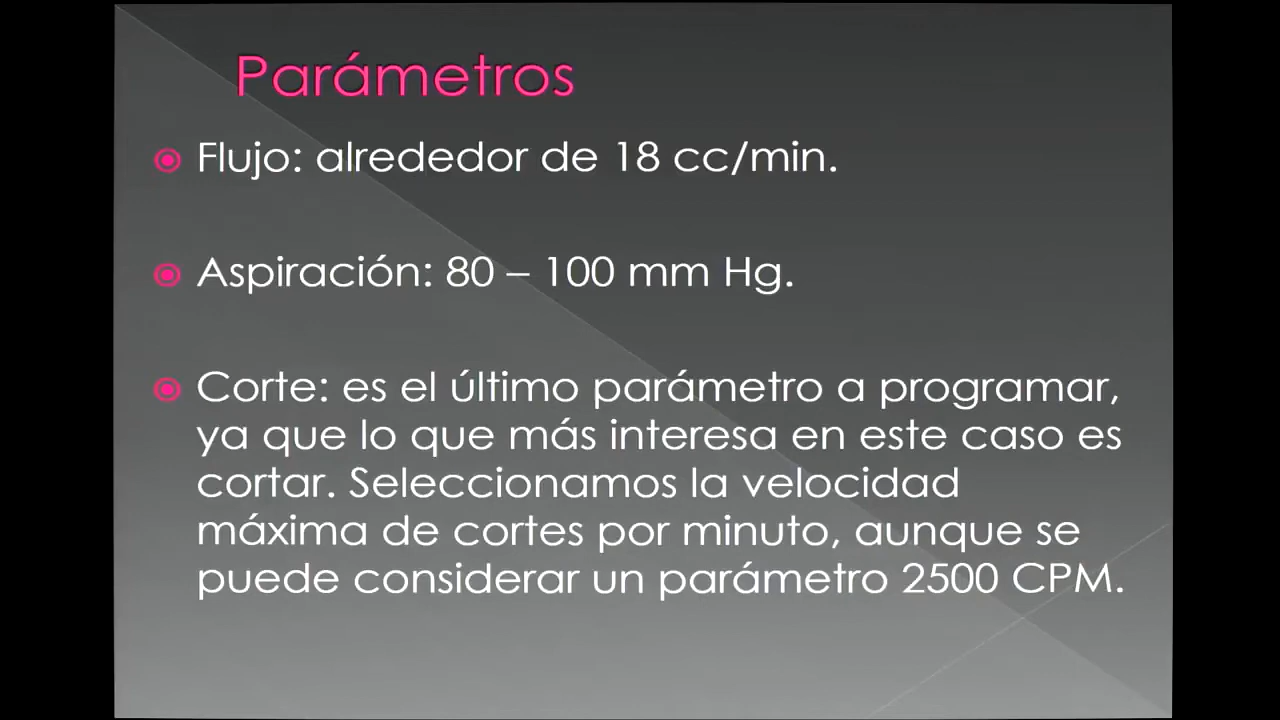 Parámetros
Flujo: alrededor de 18 cc/min.
Aspiración: 80 – 100 mm Hg.
Corte: es el último parámetro a programar,
ya que lo que más interesa en este caso es
cortar. Seleccionamos la velocidad
máxima de cortes por minuto, aunque se
puede considerar un parámetro 2500 CPM.